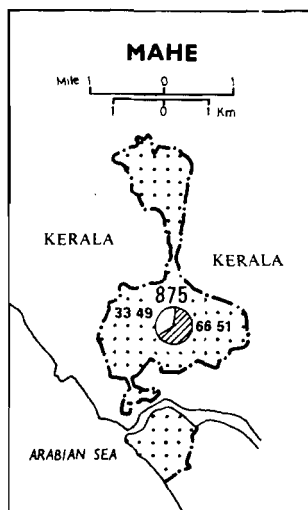 MAHE
Mile 1 0 1
1 0 1 Km
KERALA
KERALA
875
33 49
66 51
ARABIAN SEA